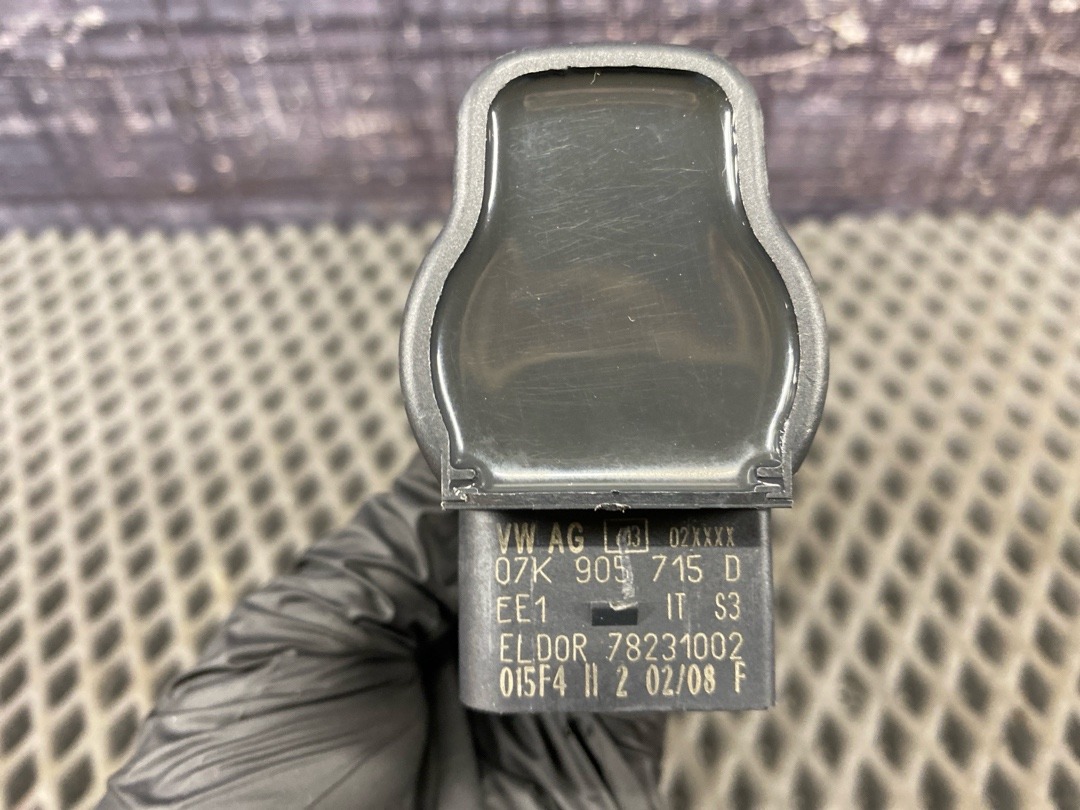 VW AG 02XXXX
07K 905 715 D
EE1 IT S3
ELDOR 78231002
015F4 II 2 02/08 F